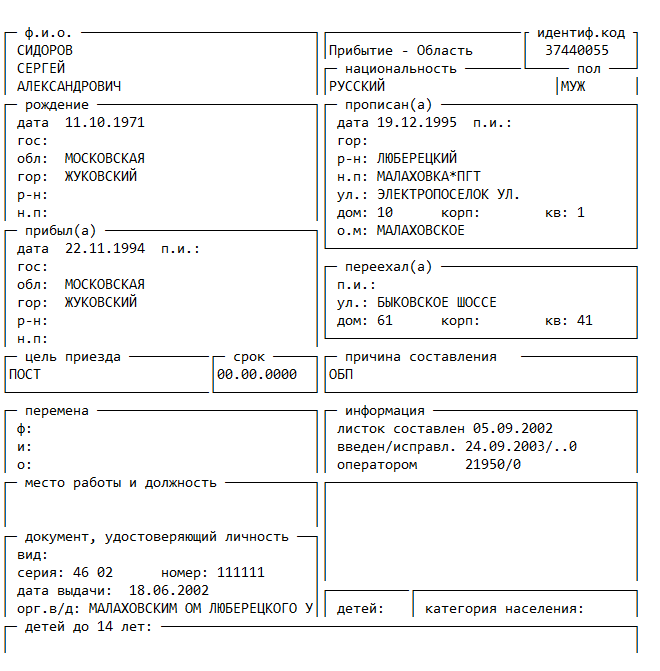 ф.и.о. идентиф.код
СИДОРОВ Прибытие - Область 37440055
СЕРГЕЙ национальность пол
АЛЕКСАНДРОВИЧ РУССКИЙ МУЖ
рождение прописан(а)
дата 11.10.1971 дата 19.12.1995 п.и.:
гос: гор:
обл: МОСКОВСКАЯ р-н: ЛЮБЕРЕЦКИЙ
гор: ЖУКОВСКИЙ н.п: МАЛАХОВКА*ПГТ
р-н: ул.: ЭЛЕКТРОПОСЕЛОК УЛ.
н.п: дом: 10 корп: кв: 1
прибыл(а) о.м: МАЛАХОВСКОЕ
дата 22.11.1994 п.и.:
гос: переехал(а)
обл: МОСКОВСКАЯ п.и.:
гор: ЖУКОВСКИЙ ул.: БЫКОВСКОЕ ШОССЕ
р-н: дом: 61 корп: кв: 41
н.п:
цель приезда срок причина составления
ПОСТ 00.00.0000 ОБП
перемена информация
ф: листок составлен 05.09.2002
и: введен/исправл. 24.09.2003/..0
о: оператором 21950/0
место работы и должность
документ, удостоверяющий личность
вид:
серия: 46 02 номер: 111111
дата выдачи: 18.06.2002
орг.в/д: МАЛАХОВСКИМ ОМ ЛЮБЕРЕЦКОГО У детей: категория населения:
детей до 14 лет: